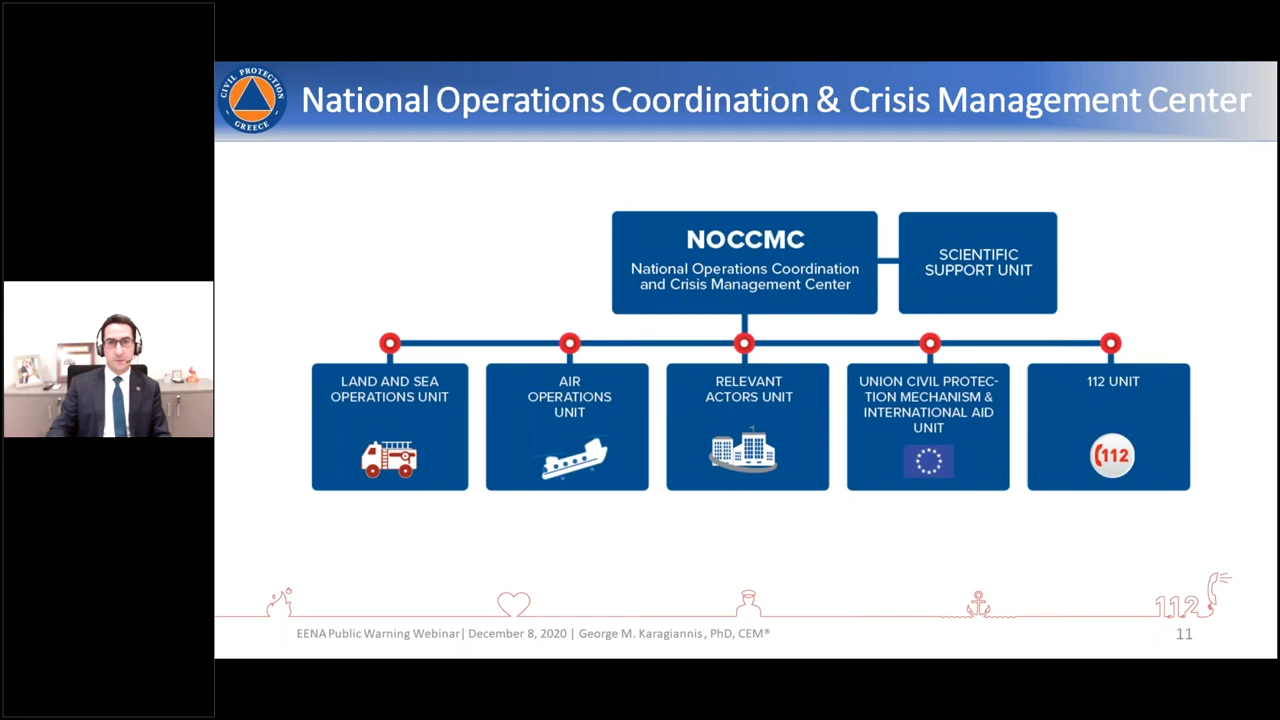 CIVIL PROTECTION
GREECE
National Operations Coordination & Crisis Management Center
NOCCMC
National Operations Coordination
and Crisis Management Center
SCIENTIFIC
SUPPORT UNIT
LAND AND SEA
OPERATIONS UNIT
AIR
OPERATIONS
UNIT
RELEVANT
ACTORS UNIT
UNION CIVIL PROTEC-
TION MECHANISM &
INTERNATIONAL AID
UNIT
112 UNIT
112
112
EENA Public Warning Webinar| December 8, 2020 | George M. Karagiannis, PhD, CEM®
11